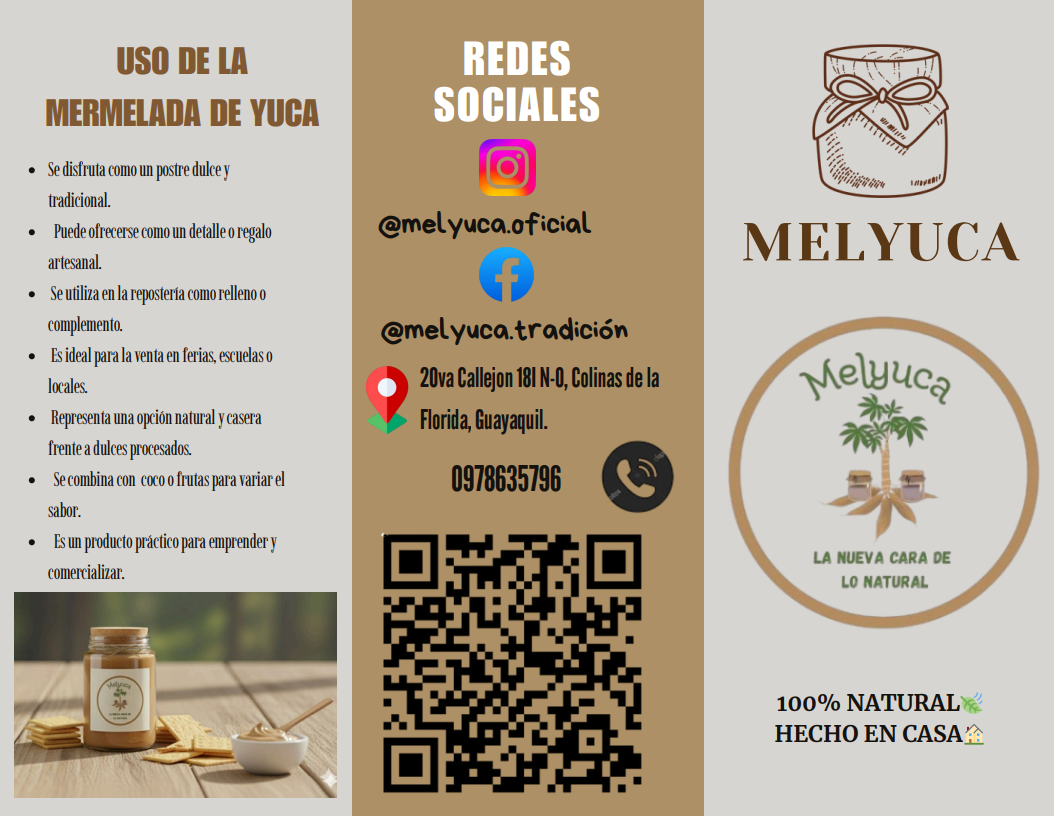 USO DE LA
MERMELADA DE YUCA
• Se disfruta como un postre dulce y
tradicional.
• Puede ofrecerse como un detalle o regalo
artesanal.
• Se utiliza en la repostería como relleno o
complemento.
• Es ideal para la venta en ferias, escuelas o
locales.
• Representa una opción natural y casera
frente a dulces procesados.
• Se combina con coco o frutas para variar el
sabor.
• Es un producto práctico para emprender y
comercializar.
Melyuca
REDES
SOCIALES
@melyuca.oficial
@melyuca.tradición
20va Callejon 18I N-O, Colinas de la
Florida, Guayaquil.
0978635796
MELYUCA
Melyuca
LA NUEVA CARA DE
LO NATURAL
100% NATURAL🍃
HECHO EN CASA🏠